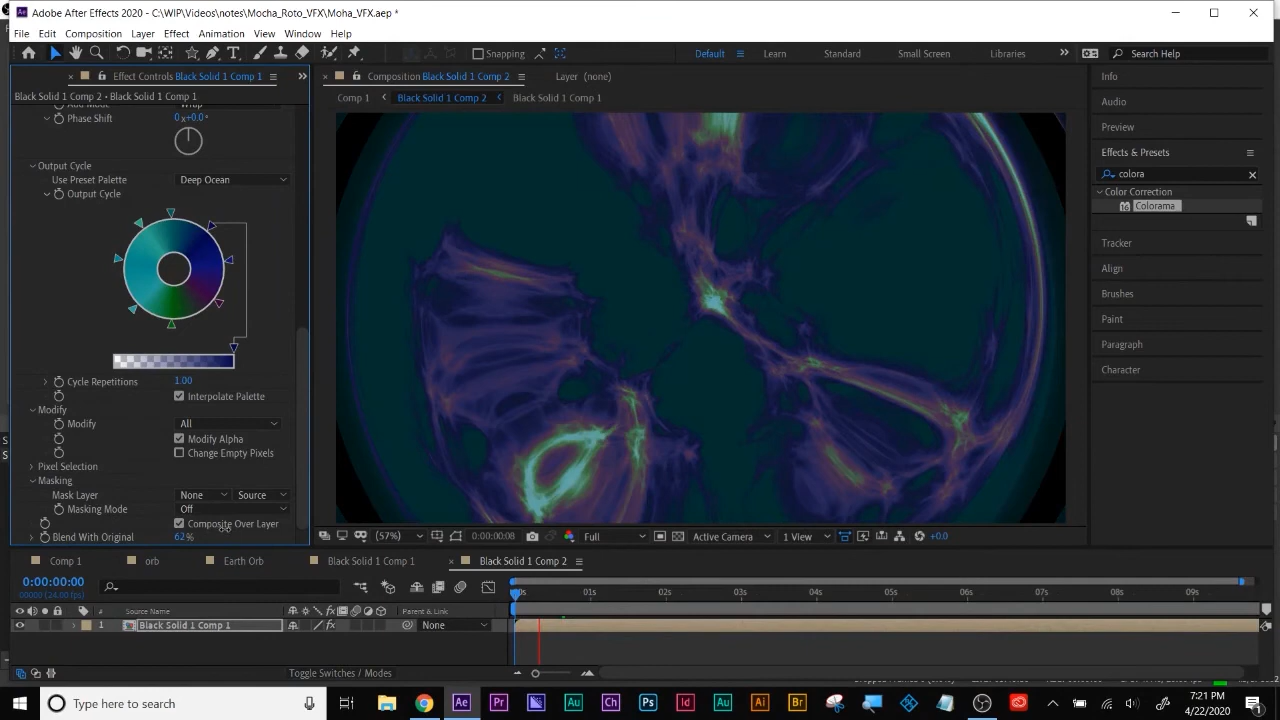 Adobe After Effects 2020 - C:\WIP\Videos\notes\Mocha_Roto_VFX\Moha_VFX.aep *
File Edit Composition Layer Effect Animation View Window Help
Snapping Default Learn Standard Small Screen Libraries Search Help
Effect Controls Black Solid 1 Comp 1
Composition Black Solid 1 Comp 2 Layer (none)
Info
Black Solid 1 Comp 2 • Black Solid 1 Comp 1
Comp 1 Black Solid 1 Comp 2 Black Solid 1 Comp 1
Audio
Phase Shift 0x+0.0°
Preview
Effects & Presets
Output Cycle
Use Preset Palette Deep Ocean
colora
Output Cycle
Color Correction
Colorama
Tracker
Align
Brushes
Paint
Paragraph
Character
Cycle Repetitions 1.00
Interpolate Palette
Modify
Modify All
Modify Alpha
Change Empty Pixels
Pixel Selection
Masking
Mask Layer None Source
Masking Mode Off
Composite Over Layer
Blend With Original 62%
(57%) 0:00:00:08 Full Active Camera 1 View +0.0
Comp 1 orb Earth Orb Black Solid 1 Comp 1 Black Solid 1 Comp 2
0:00:00:00
00000 (24.00 fps)
01s 02s 03s 04s 05s 06s 07s 08s 09s
# Source Name Parent & Link
1 Black Solid 1 Comp 1 None
Toggle Switches / Modes
Type here to search
7:21 PM
4/22/2020